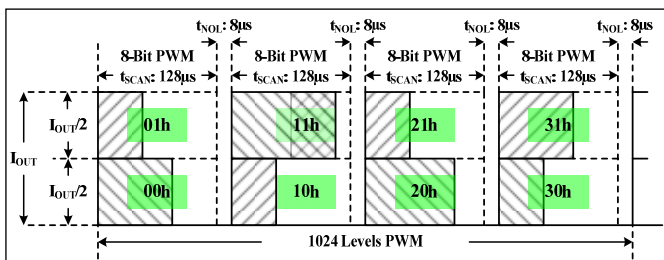 tNOL: 8µs tNOL: 8µs tNOL: 8µs tNOL: 8µs
8-Bit PWM 8-Bit PWM 8-Bit PWM 8-Bit PWM
tSCAN: 128µs tSCAN: 128µs tSCAN: 128µs tSCAN: 128µs
IOUT/2 01h 11h 21h 31h
IOUT
IOUT/2 00h 10h 20h 30h
1024 Levels PWM